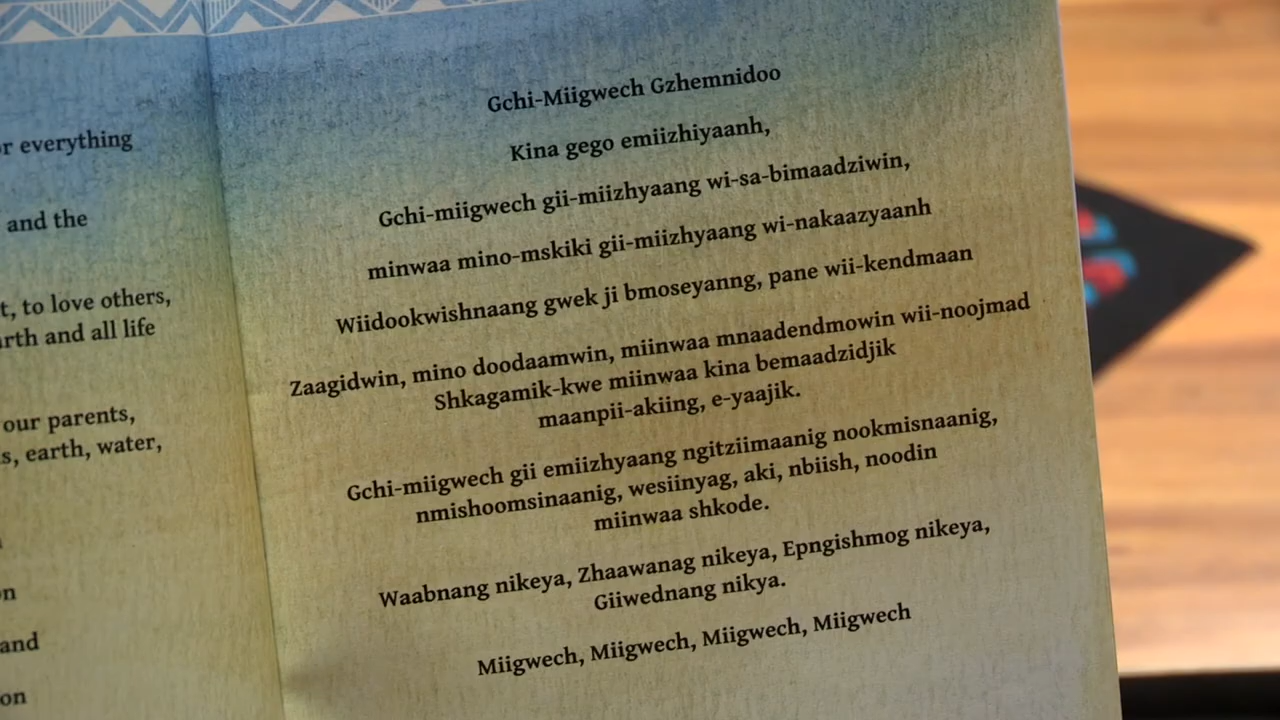 r everything
and the
t, to love others,
rth and all life
our parents,
s, earth, water,
n
and
on
Gchi-Miigwech Gzhemnidoo
Kina gego emiizhiyaanh,
Gchi-miigwech gii-miizhyaang wi-sa-bimaadziwin,
minwaa mino-mskiki gii-miizhyaang wi-nakaazyaanh
Wiidookwishnaang gwek ji bmoseyanng, pane wii-kendmaan
Zaagidwin, mino doodaamwin, miinwaa mnaadendmowin wii-noojmad
Shkagamik-kwe miinwaa kina bemaadzidjik
maanpii-akiing, e-yaajik.
Gchi-miigwech gii emiizhyaang ngitziimaanig nookmisnaanig,
nmishoomsinaanig, wesiinyag, aki, nbiish, noodin
miinwaa shkode.
Waabnang nikeya, Zhaawanag nikeya, Epngishmog nikeya,
Giiwednang nikya.
Miigwech, Miigwech, Miigwech, Miigwech